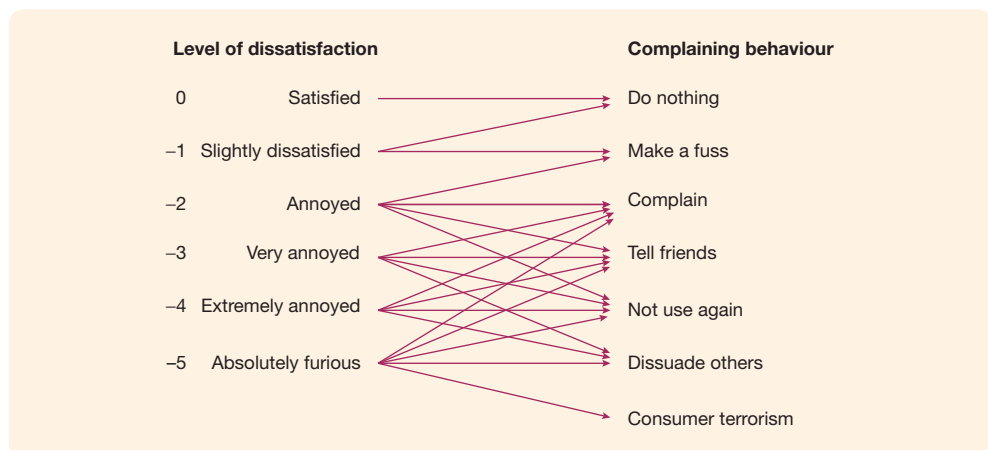 Level of dissatisfaction Complaining behaviour
0 Satisfied Do nothing
–1 Slightly dissatisfied Make a fuss
–2 Annoyed Complain
–3 Very annoyed Tell friends
–4 Extremely annoyed Not use again
–5 Absolutely furious Dissuade others
Consumer terrorism